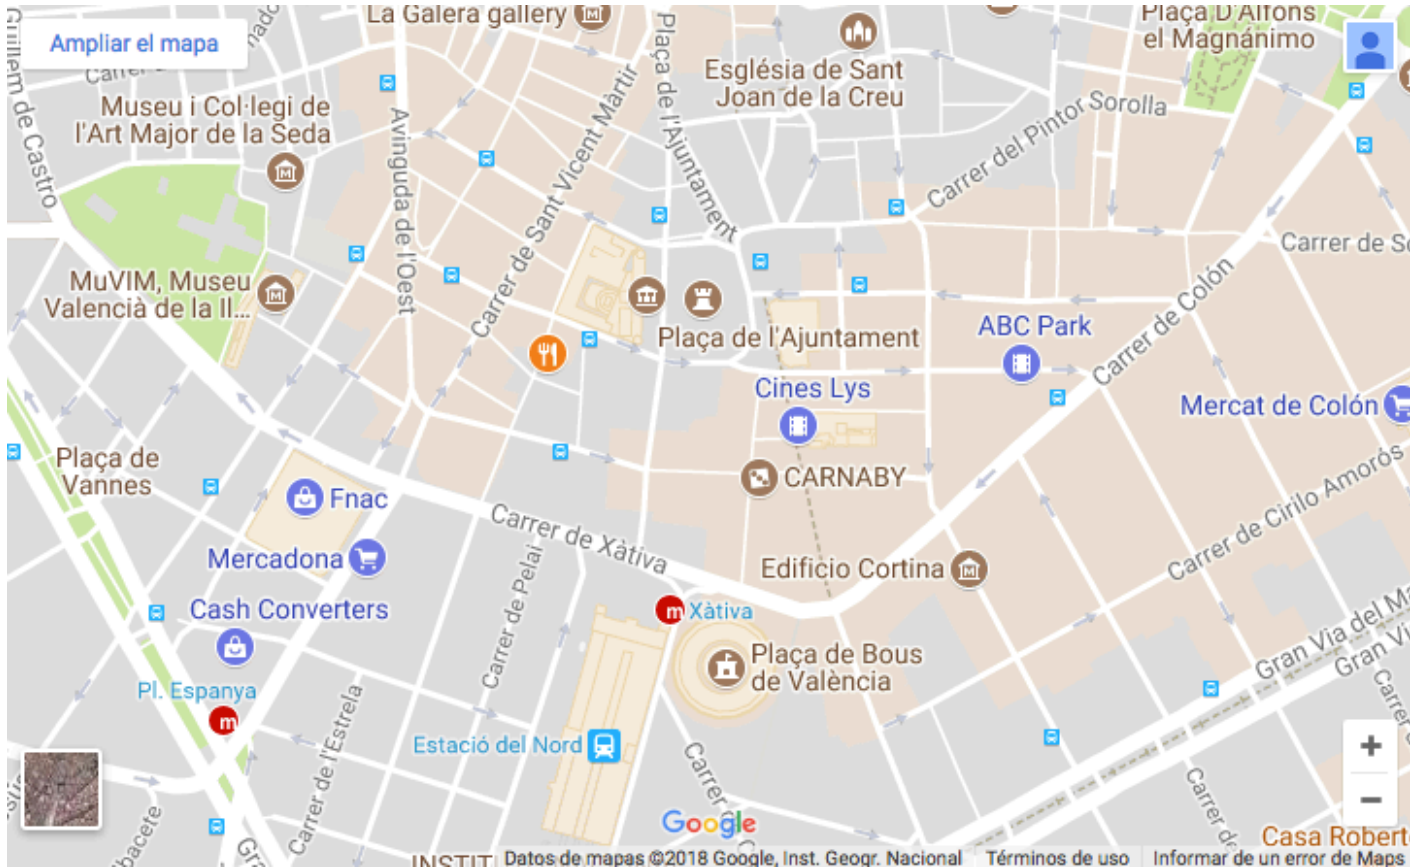 La Galera gallery
Plaça D'Alfons
el Magnánimo
Ampliar el mapa
Carrer
Guillem de Castro
Museu i Col·legi de
l'Art Major de la Seda
Avinguda de l'Oest
Carrer de Sant Vicent Màrtir
Plaça de l'Ajuntament
Església de Sant
Joan de la Creu
Carrer del Pintor Sorolla
Carrer de
MuVIM, Museu
Valencià de la Il...
Plaça de l'Ajuntament
ABC Park
Carrer de Colón
Cines Lys
Mercat de Colón
Plaça de
Vannes
CARNABY
Fnac
Carrer de Xàtiva
Carrer de Cirilo Amorós
Mercadona
Carrer de Pelai
Edificio Cortina
Cash Converters
m Xàtiva
Plaça de Bous
de València
Gran Via del
Gran
Pl. Espanya
m
Estació del Nord
Carrer de l'Estrela
Carrer
Carrer
Carrer de
+
−
Google
Casa
Datos de mapas ©2018 Google, Inst. Geogr. Nacional Términos de uso Informar de un error de Maps